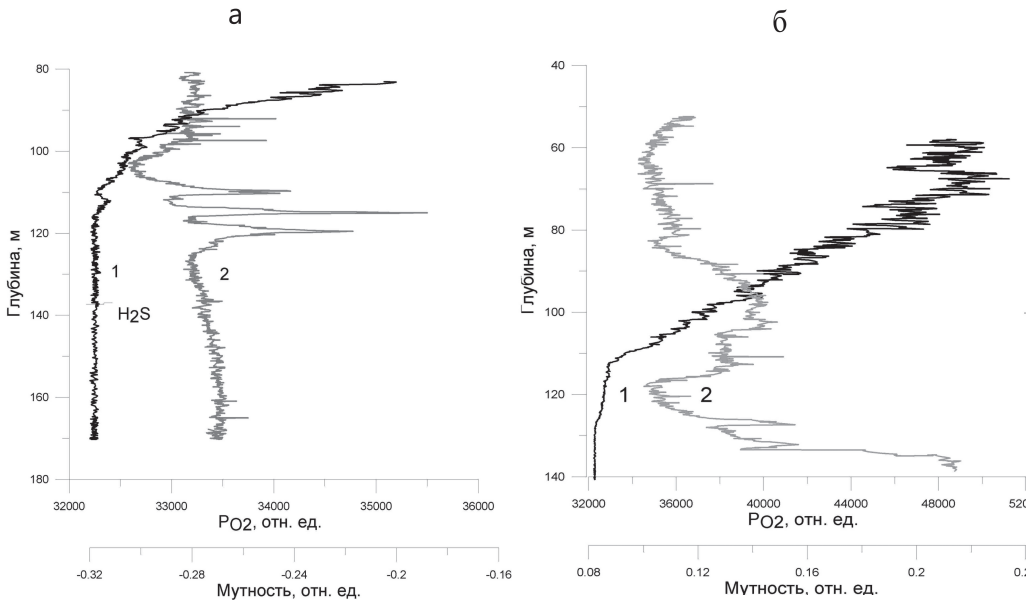 а
б
80
100
120
140
160
180
Глубина, м
1
2
H2S
32000 33000 34000 35000 36000
PO2, отн. ед.
-0.32 -0.28 -0.24 -0.2 -0.16
Мутность, отн. ед.
40
60
80
100
120
140
Глубина, м
1
2
32000 36000 40000 44000 48000 520
PO2, отн. ед.
0.08 0.12 0.16 0.2 0.2
Мутность, отн. ед.